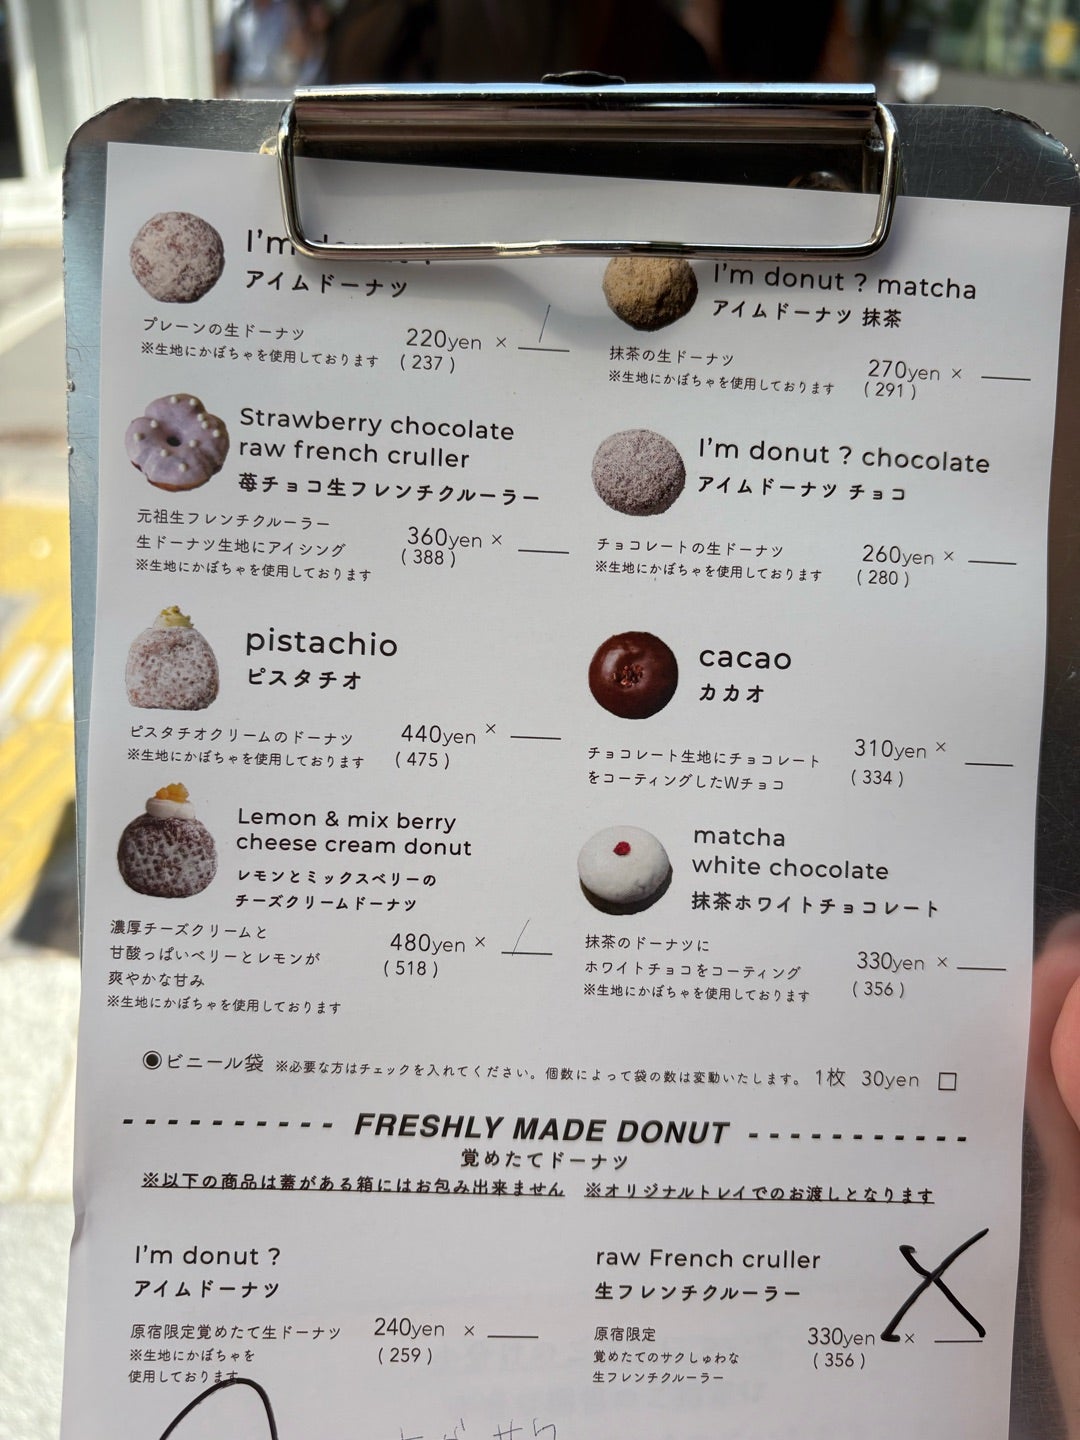 I'm
アイムドーナツ
プレーンの生ドーナツ
※生地にかぼちゃを使用しております
220yen × /
( 237 )
I'm donut ? matcha
アイムドーナツ 抹茶
抹茶の生ドーナツ
※生地にかぼちゃを使用しております
270yen ×
( 291 )
Strawberry chocolate
raw french cruller
苺チョコ生フレンチクルーラー
元祖生フレンチクルーラー
生ドーナツ生地にアイシング
※生地にかぼちゃを使用しております
360yen ×
( 388 )
I'm donut ? chocolate
アイムドーナツ チョコ
チョコレートの生ドーナツ
※生地にかぼちゃを使用しております
260yen ×
( 280 )
pistachio
ピスタチオ
ピスタチオクリームのドーナツ
※生地にかぼちゃを使用しております
440yen ×
( 475 )
cacao
カカオ
チョコレート生地にチョコレート
をコーティングしたWチョコ
310yen ×
( 334 )
Lemon & mix berry
cheese cream donut
レモンとミックスベリーの
チーズクリームドーナツ
濃厚チーズクリームと
甘酸っぱいベリーとレモンが
爽やかな甘み
※生地にかぼちゃを使用しております
480yen × /
( 518 )
matcha
white chocolate
抹茶ホワイトチョコレート
抹茶のドーナツに
ホワイトチョコをコーティング
※生地にかぼちゃを使用しております
330yen ×
( 356 )
◉ビニール袋 ※必要な方はチェックを入れてください。個数によって袋の数は変動いたします。 1枚 30yen □
FRESHLY MADE DONUT
覚めたてドーナツ
※以下の商品は蓋がある箱にはお包み出来ません ※オリジナルトレイでのお渡しとなります
I'm donut ?
アイムドーナツ
原宿限定覚めたて生ドーナツ
※生地にかぼちゃを
使用しております
240yen ×
( 259 )
raw French cruller
生フレンチクルーラー
原宿限定
覚めたてのサクしゅわな
生フレンチクルーラー
330yen ×
( 356 )